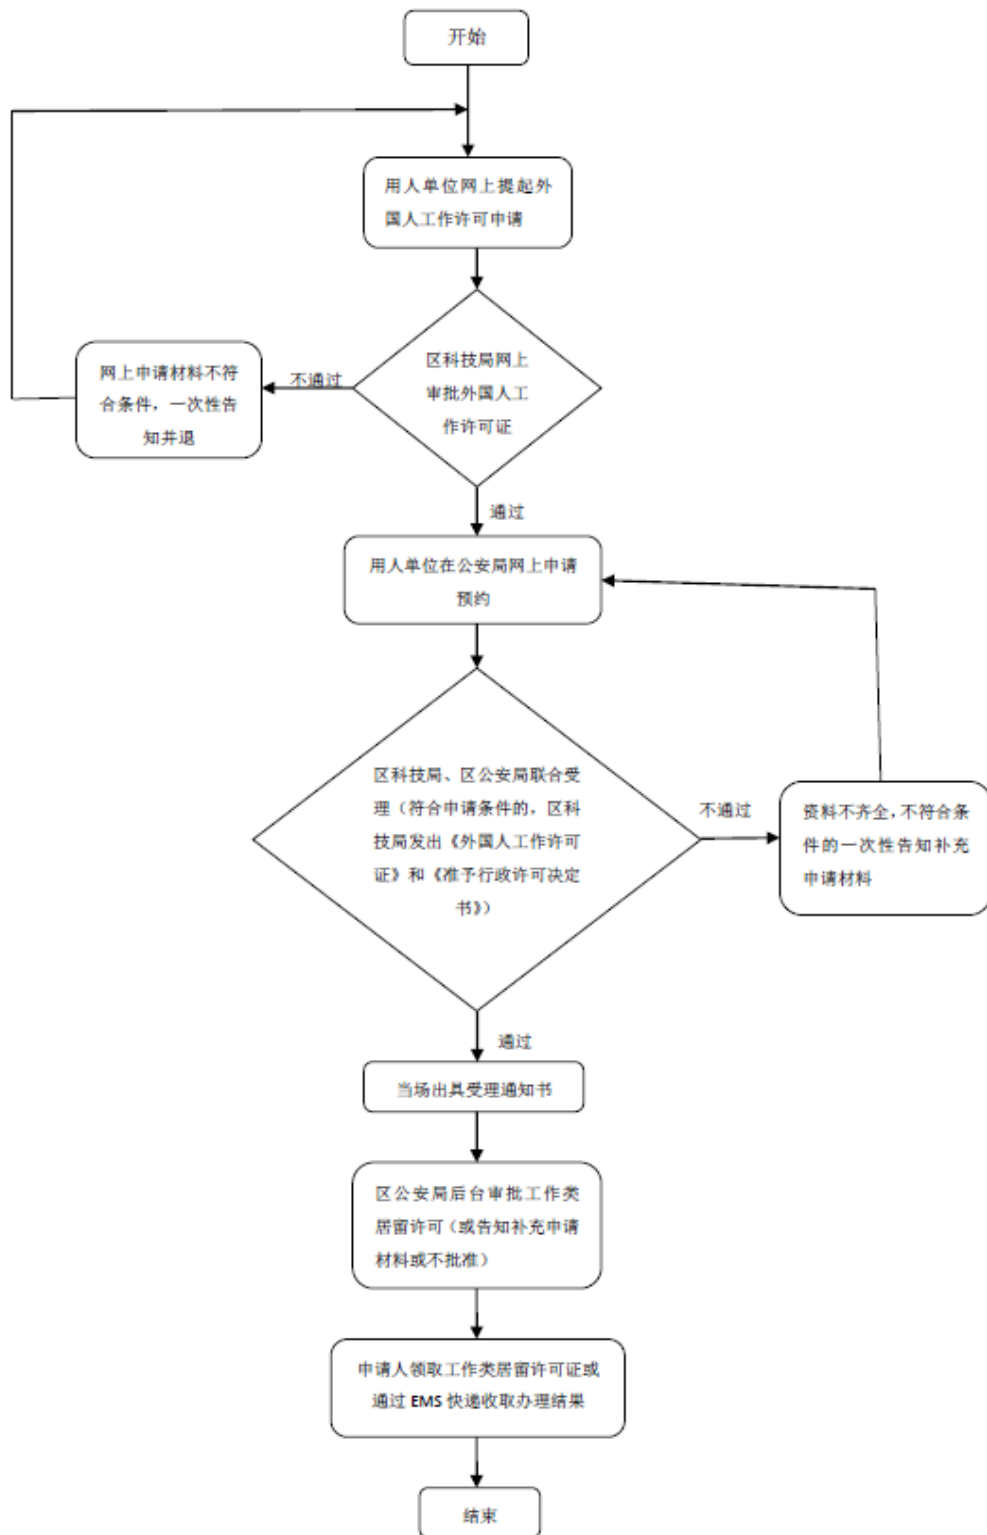 开始
用人单位网上提起外
国人工作许可申请
区科技局网上
审批外国人工
作许可证
不通过
网上申请材料不符
合条件，一次性告
知并退
通过
用人单位在公安局网上申请
预约
区科技局、区公安局联合受
理（符合申请条件的，区科
技局发出《外国人工作许可
证》和《准予行政许可决定
书》）
不通过
资料不齐全，不符合条
件的一次性告知补充
申请材料
通过
当场出具受理通知书
区公安局后台审批工作类
居留许可（或告知补充申请
材料或不批准）
申请人领取工作类居留许可证或
通过 EMS 快递收取办理结果
结束